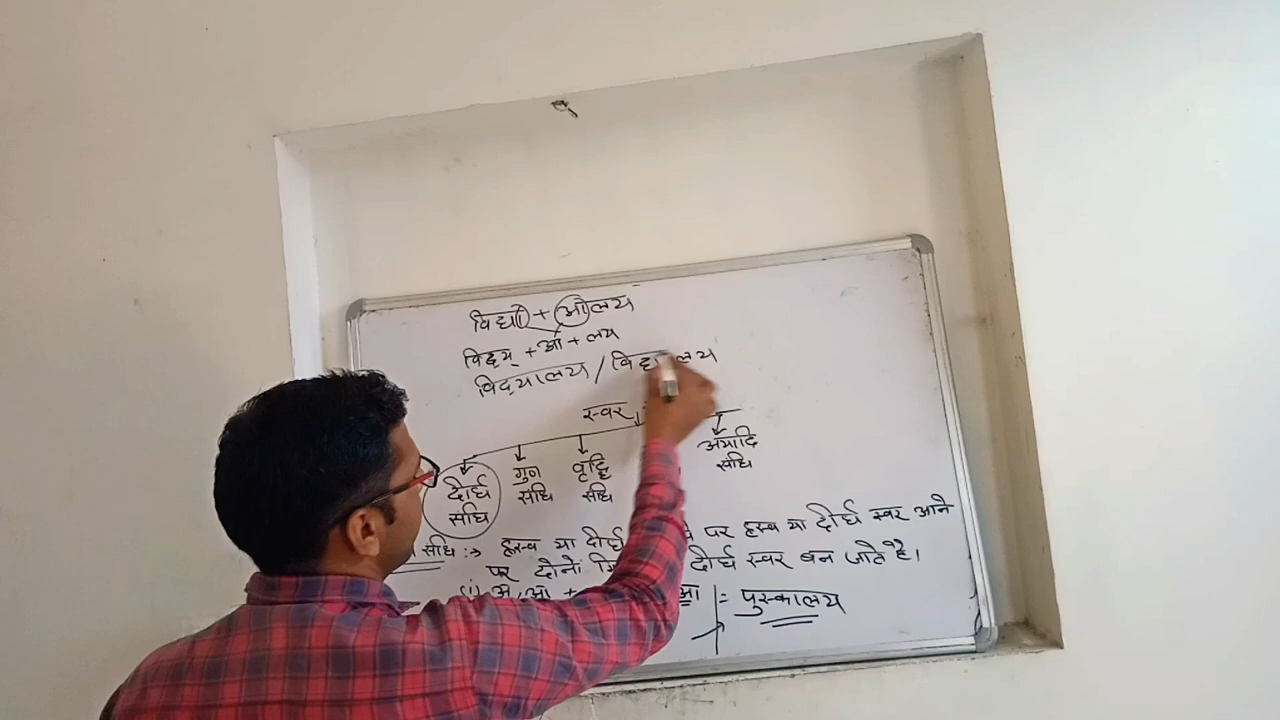 विद्या + आलय
विद्य् + आ + लय
विद्यालय / विद्यालय
स्वर
दीर्घ संधि
गुण संधि
वृद्धि संधि
अयादि संधि
संधि :→ ह्रस्व या दीर्घ पर ह्रस्व या दीर्घ स्वर आने
पर दोनों दीर्घ स्वर बन जाते है।
(i) अ, आ + आ = पुस्कालय